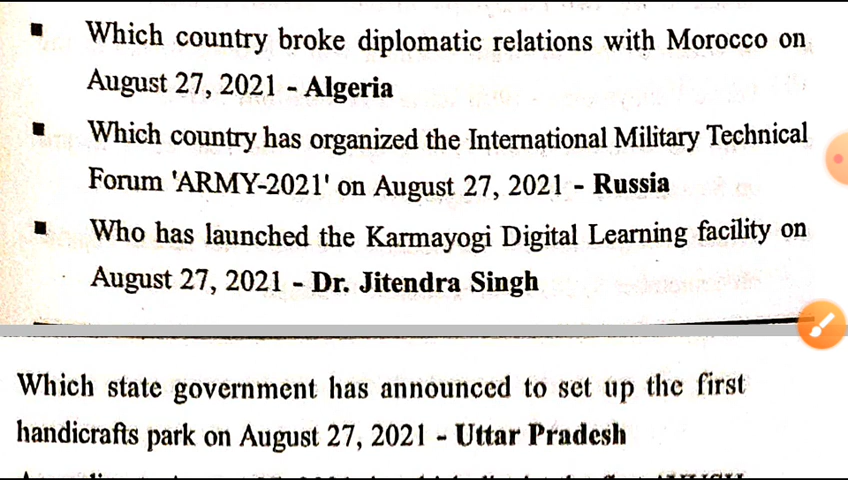 ▪ Which country broke diplomatic relations with Morocco on
August 27, 2021 - Algeria
▪ Which country has organized the International Military Technical
Forum 'ARMY-2021' on August 27, 2021 - Russia
▪ Who has launched the Karmayogi Digital Learning facility on
August 27, 2021 - Dr. Jitendra Singh
Which state government has announced to set up the first
handicrafts park on August 27, 2021 - Uttar Pradesh